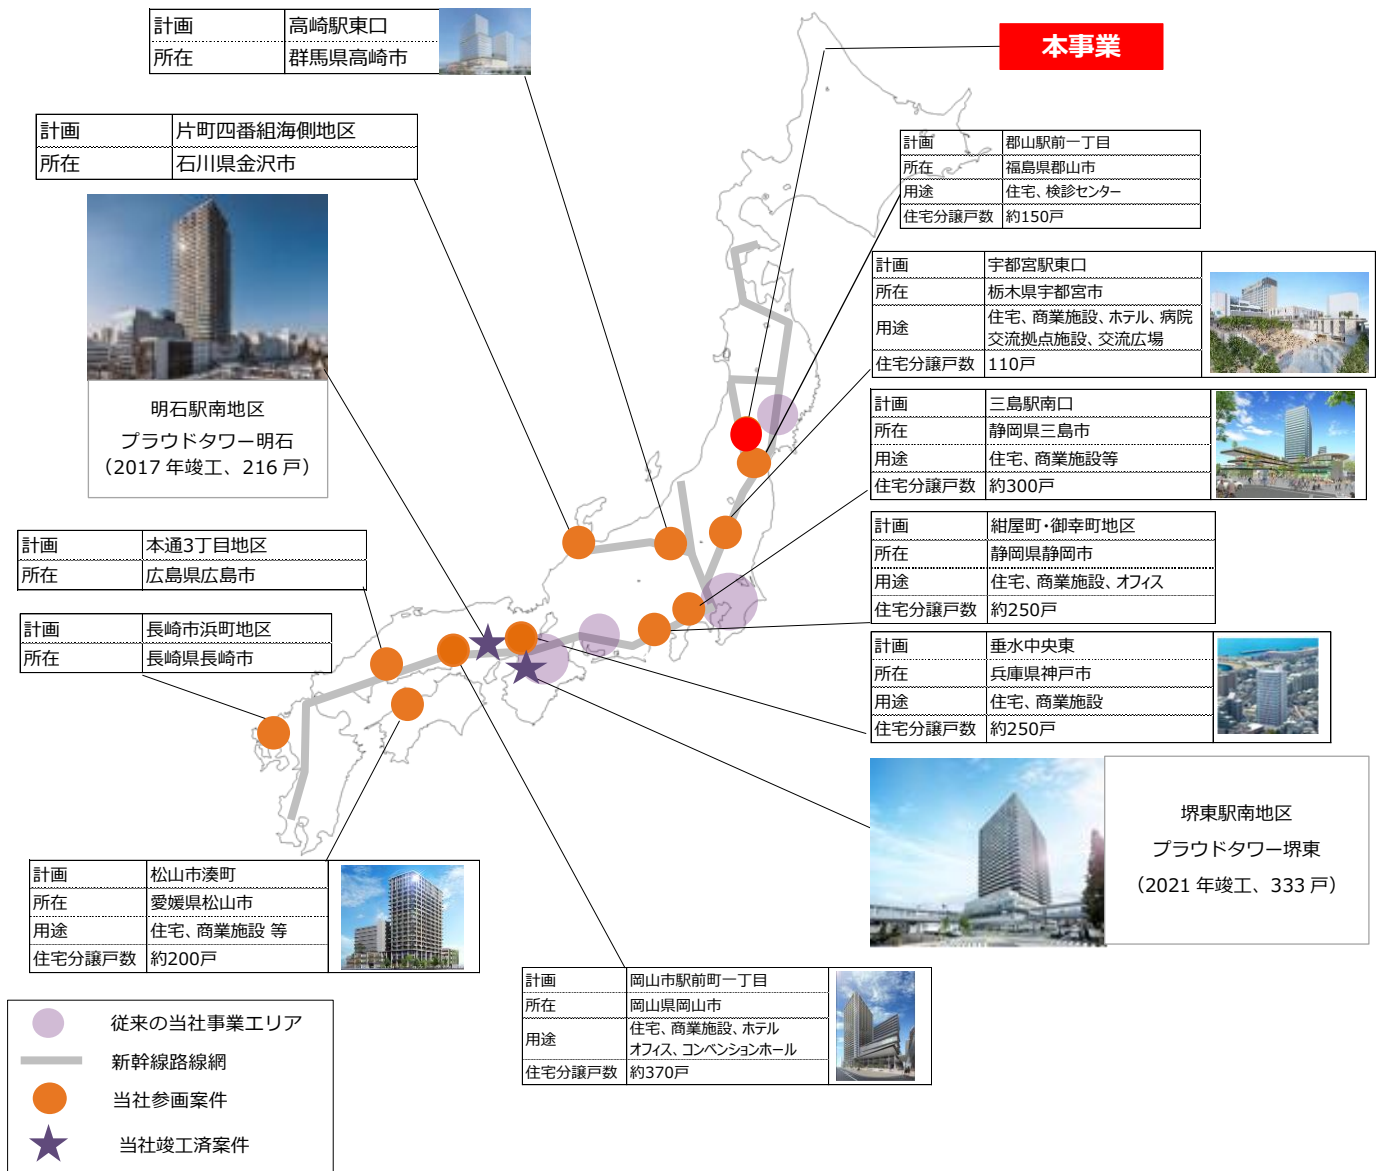 計画 高崎駅東口
所在 群馬県高崎市
本事業
計画 片町四番組海側地区
所在 石川県金沢市
計画 郡山駅前一丁目
所在 福島県郡山市
用途 住宅、検診センター
住宅分譲戸数 約150戸
計画 宇都宮駅東口
所在 栃木県宇都宮市
用途 住宅、商業施設、ホテル、病院
交流拠点施設、交流広場
住宅分譲戸数 110戸
明石駅南地区
プラウドタワー明石
（2017 年竣工、216 戸）
計画 三島駅南口
所在 静岡県三島市
用途 住宅、商業施設等
住宅分譲戸数 約300戸
計画 紺屋町・御幸町地区
所在 静岡県静岡市
用途 住宅、商業施設、オフィス
住宅分譲戸数 約250戸
計画 本通3丁目地区
所在 広島県広島市
計画 長崎市浜町地区
所在 長崎県長崎市
計画 垂水中央東
所在 兵庫県神戸市
用途 住宅、商業施設
住宅分譲戸数 約250戸
堺東駅南地区
プラウドタワー堺東
（2021 年竣工、333 戸）
計画 松山市湊町
所在 愛媛県松山市
用途 住宅、商業施設 等
住宅分譲戸数 約200戸
計画 岡山市駅前町一丁目
所在 岡山県岡山市
用途 住宅、商業施設、ホテル
オフィス、コンベンションホール
住宅分譲戸数 約370戸
従来の当社事業エリア
新幹線路線網
当社参画案件
当社竣工済案件